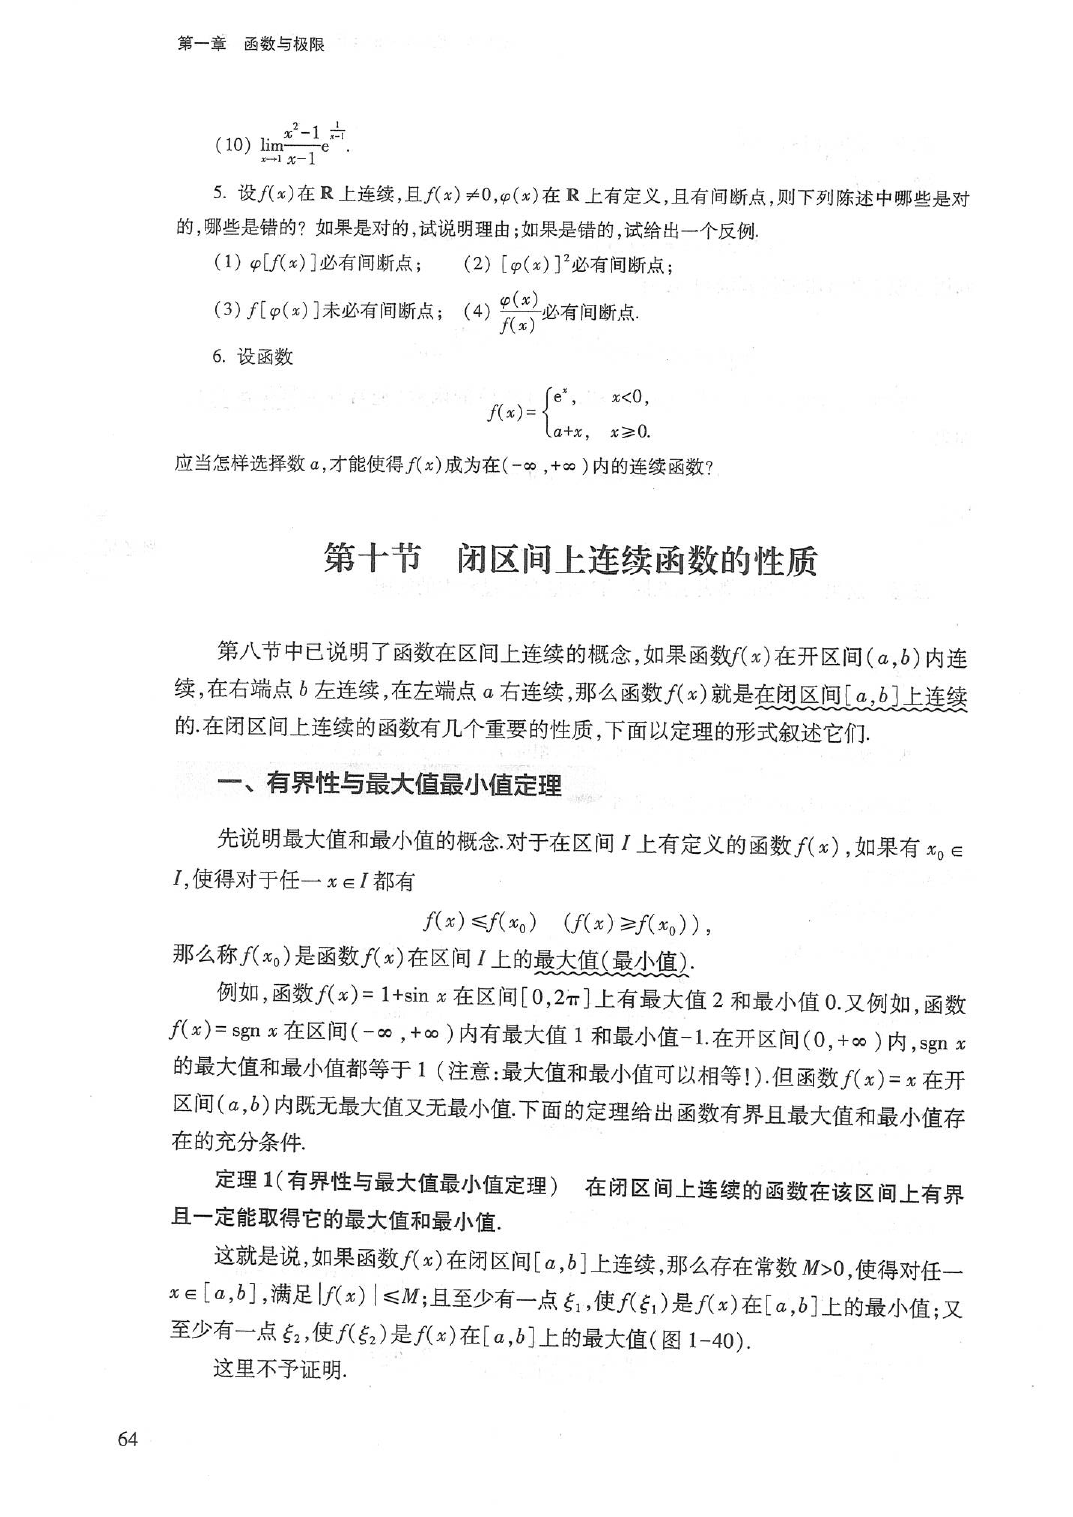 第一章 函数与极限
(10) lim_{x→1} \frac{x²-1}{x-1} e^{\frac{1}{x-1}}.
5. 设f(x)在 R 上连续,且f(x)≠0,φ(x)在 R 上有定义,且有间断点,则下列陈述中哪些是对
的,哪些是错的? 如果是对的,试说明理由;如果是错的,试给出一个反例.
(1) φ[f(x)]必有间断点; (2) [φ(x)]²必有间断点;
(3) f[φ(x)]未必有间断点; (4) \frac{φ(x)}{f(x)}必有间断点.
6. 设函数
f(x)= { e^x, x<0,
a+x, x≥0.
应当怎样选择数 a,才能使得f(x)成为在(-∞,+∞)内的连续函数?
第十节 闭区间上连续函数的性质
第八节中已说明了函数在区间上连续的概念,如果函数f(x)在开区间(a,b)内连
续,在右端点 b 左连续,在左端点 a 右连续,那么函数f(x)就是在闭区间[a,b]上连续
的.在闭区间上连续的函数有几个重要的性质,下面以定理的形式叙述它们.
一、有界性与最大值最小值定理
先说明最大值和最小值的概念.对于在区间 I 上有定义的函数f(x),如果有 x₀∈
I,使得对于任一 x∈I 都有
f(x)≤f(x₀) (f(x)≥f(x₀)),
那么称f(x₀)是函数f(x)在区间 I 上的最大值(最小值).
例如,函数f(x)=1+sin x 在区间[0,2π]上有最大值 2 和最小值 0.又例如,函数
f(x)=sgn x 在区间(-∞,+∞)内有最大值 1 和最小值-1.在开区间(0,+∞)内,sgn x
的最大值和最小值都等于 1 (注意:最大值和最小值可以相等!).但函数f(x)=x 在开
区间(a,b)内既无最大值又无最小值.下面的定理给出函数有界且最大值和最小值存
在的充分条件.
定理 1(有界性与最大值最小值定理) 在闭区间上连续的函数在该区间上有界
且一定能取得它的最大值和最小值.
这就是说,如果函数f(x)在闭区间[a,b]上连续,那么存在常数 M>0,使得对任一
x∈[a,b],满足|f(x)|≤M;且至少有一点 ξ₁,使f(ξ₁)是f(x)在[a,b]上的最小值;又
至少有一点 ξ₂,使f(ξ₂)是f(x)在[a,b]上的最大值(图 1-40).
这里不予证明.
64